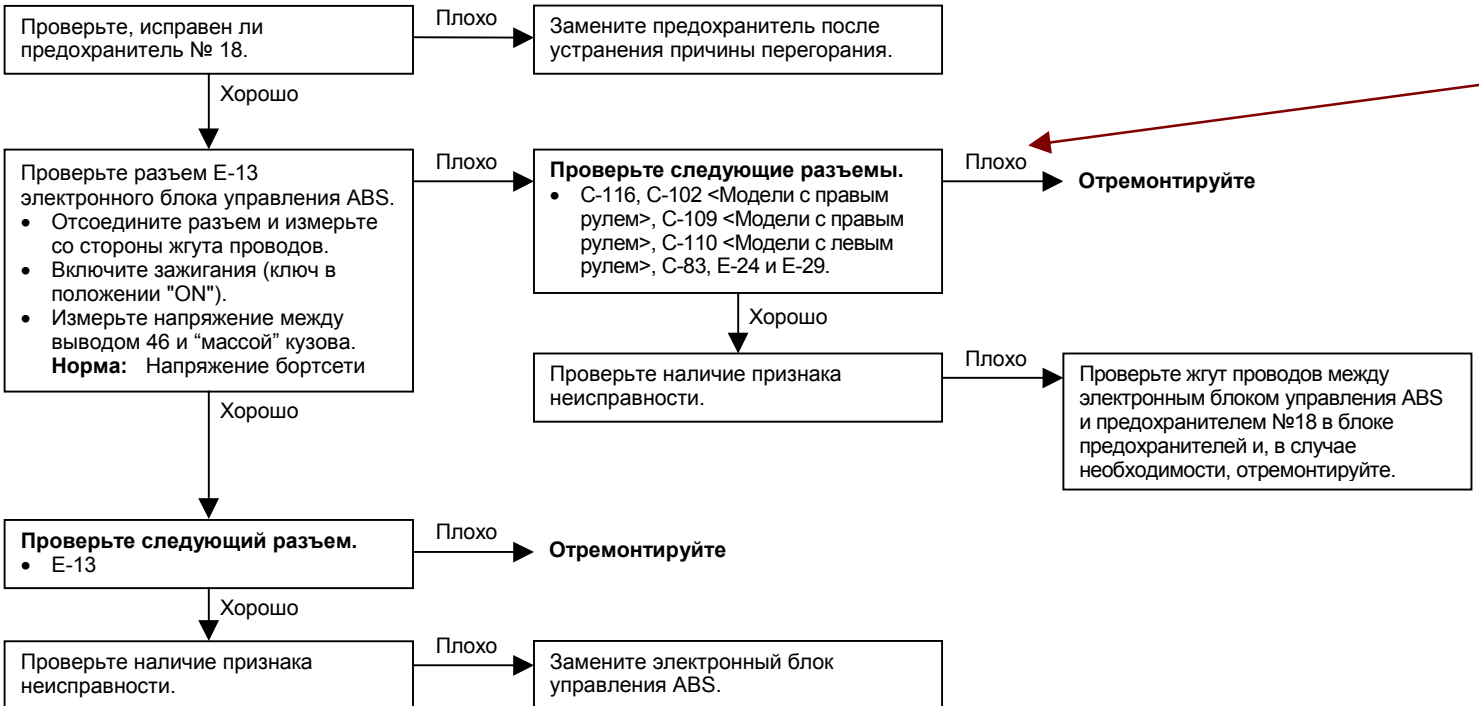 Проверьте, исправен ли
предохранитель № 18.
Плохо
Замените предохранитель после
устранения причины перегорания.
Хорошо
Проверьте разъем Е-13
электронного блока управления ABS.
• Отсоедините разъем и измерьте
со стороны жгута проводов.
• Включите зажигания (ключ в
положении "ON").
• Измерьте напряжение между
выводом 46 и “массой” кузова.
Норма: Напряжение бортсети
Плохо
Проверьте следующие разъемы.
• С-116, С-102 <Модели с правым
рулем>, С-109 <Модели с правым
рулем>, С-110 <Модели с левым
рулем>, С-83, Е-24 и Е-29.
Плохо
Отремонтируйте
Хорошо
Проверьте наличие признака
неисправности.
Плохо
Проверьте жгут проводов между
электронным блоком управления ABS
и предохранителем №18 в блоке
предохранителей и, в случае
необходимости, отремонтируйте.
Хорошо
Проверьте следующий разъем.
• Е-13
Плохо
Отремонтируйте
Хорошо
Проверьте наличие признака
неисправности.
Плохо
Замените электронный блок
управления ABS.